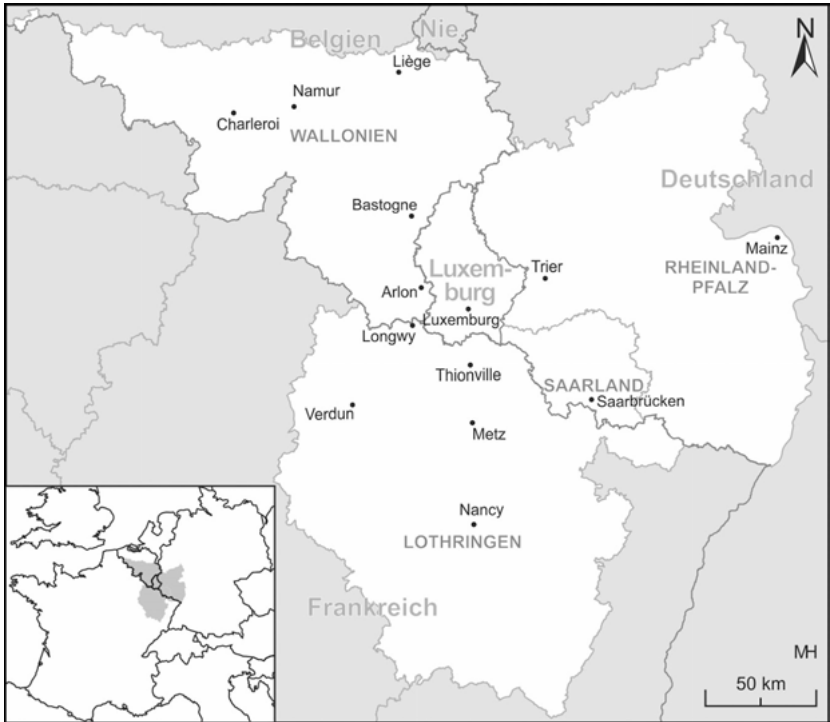 Belgien
Nie.
N
Liège
Namur
Charleroi
WALLONIEN
Deutschland
Bastogne
Mainz
Luxem-
burg
Trier
RHEINLAND-
PFALZ
Arlon
Luxemburg
Longwy
Thionville
SAARLAND
Saarbrücken
Verdun
Metz
Nancy
LOTHRINGEN
Frankreich
MH
50 km